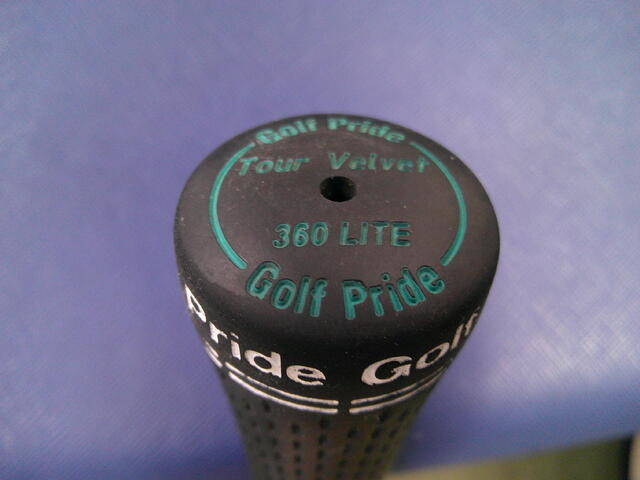 Golf Pride
Tour Velvet
360 LITE
Golf Pride
Pride Golf